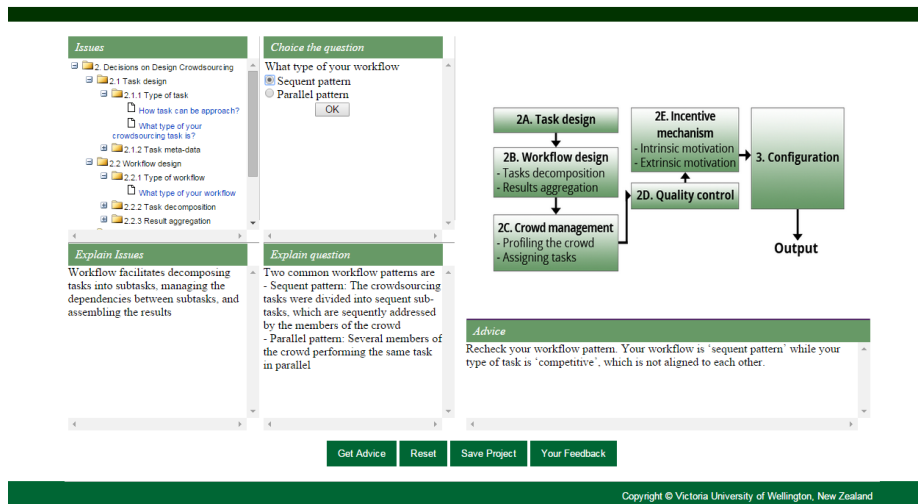 Issues
2. Decisions on Design Crowdsourcing
2.1 Task design
2.1.1 Type of task
How task can be approach?
What type of your
crowdsourcing task is?
2.1.2 Task meta-data
2.2 Workflow design
2.2.1 Type of workflow
What type of your workflow
2.2.2 Task decomposition
2.2.3 Result aggregation
Choice the question
What type of your workflow
Sequent pattern
Parallel pattern
OK
Explain Issues
Workflow facilitates decomposing
tasks into subtasks, managing the
dependencies between subtasks, and
assembling the results
Explain question
Two common workflow patterns are
- Sequent pattern: The crowdsourcing
tasks were divided into sequent sub-
tasks, which are sequently addressed
by the members of the crowd
- Parallel pattern: Several members of
the crowd performing the same task
in parallel
2A. Task design
2B. Workflow design
- Tasks decomposition
- Results aggregation
2C. Crowd management
- Profiling the crowd
- Assigning tasks
2E. Incentive
mechanism
- Intrinsic motivation
- Extrinsic motivation
2D. Quality control
3. Configuration
Output
Advice
Recheck your workflow pattern. Your workflow is ‘sequent pattern’ while your
type of task is ‘competitive’, which is not aligned to each other.
Get Advice
Reset
Save Project
Your Feedback
Copyright © Victoria University of Wellington, New Zealand